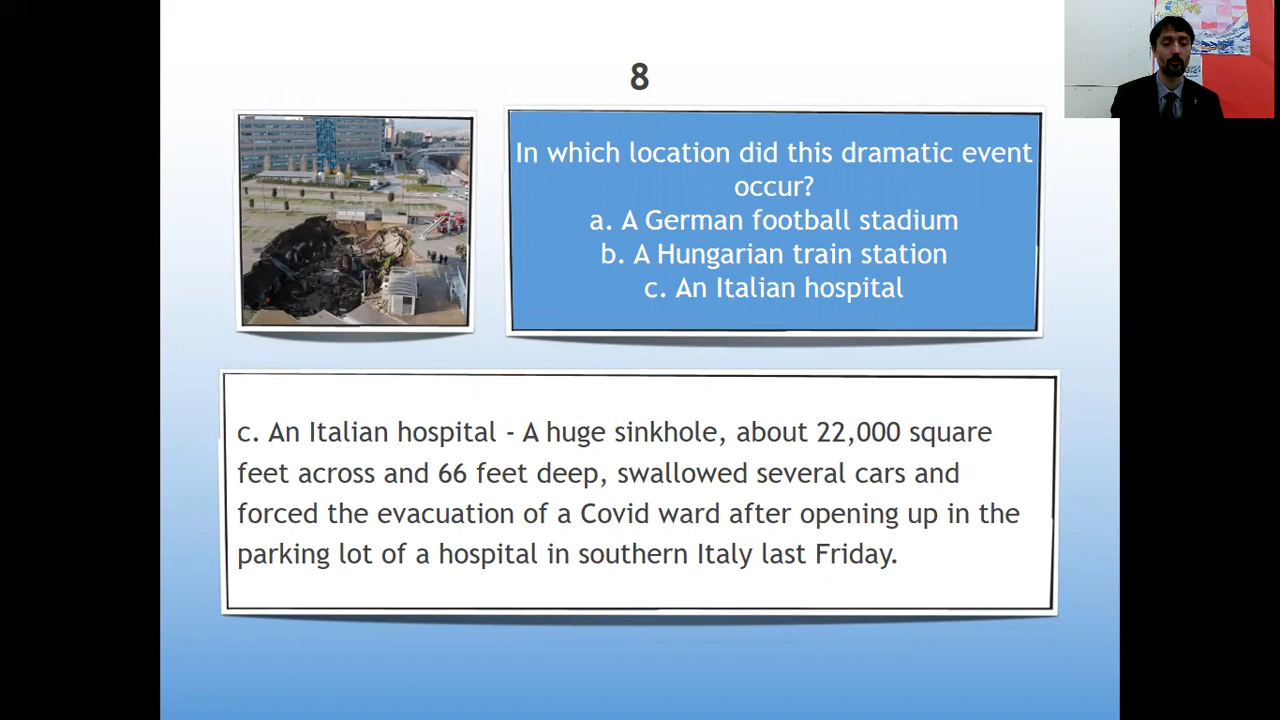 8
In which location did this dramatic event
occur?
a. A German football stadium
b. A Hungarian train station
c. An Italian hospital
c. An Italian hospital - A huge sinkhole, about 22,000 square
feet across and 66 feet deep, swallowed several cars and
forced the evacuation of a Covid ward after opening up in the
parking lot of a hospital in southern Italy last Friday.